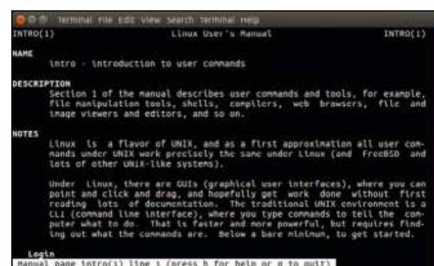 Terminal File Edit View Search Terminal Help
INTRO(1) Linux User's Manual INTRO(1)
NAME
intro - introduction to user commands
DESCRIPTION
Section 1 of the manual describes user commands and tools, for example,
file manipulation tools, shells, compilers, web browsers, file and
image viewers and editors, and so on.
NOTES
Linux is a flavor of UNIX, and as a first approximation all user com-
mands under UNIX work precisely the same under Linux (and FreeBSD and
lots of other UNIX-like systems).
Under Linux, there are GUIs (graphical user interfaces), where you can
point and click and drag, and hopefully get work done without first
reading lots of documentation. The traditional UNIX environment is a
CLI (command line interface), where you type commands to tell the com-
puter what to do. That is faster and more powerful, but requires find-
ing out what the commands are. Below a bare minimum, to get started.
Login
Manual page intro(1) line 1 (press h for help or q to quit)